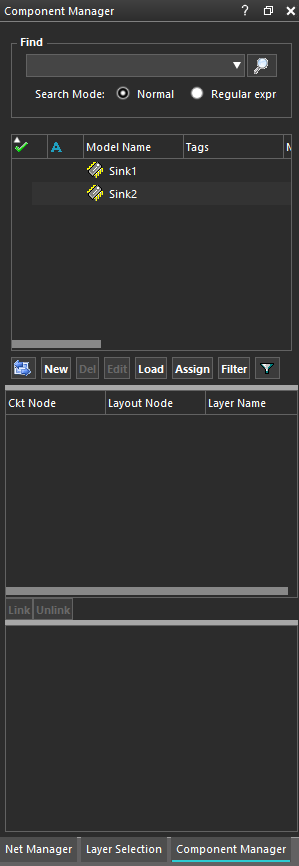 Component Manager ?
Find
Search Mode: Normal Regular expr
A Model Name Tags
Sink1
Sink2
New Del Edit Load Assign Filter
Ckt Node Layout Node Layer Name
Link Unlink
Net Manager Layer Selection Component Manager